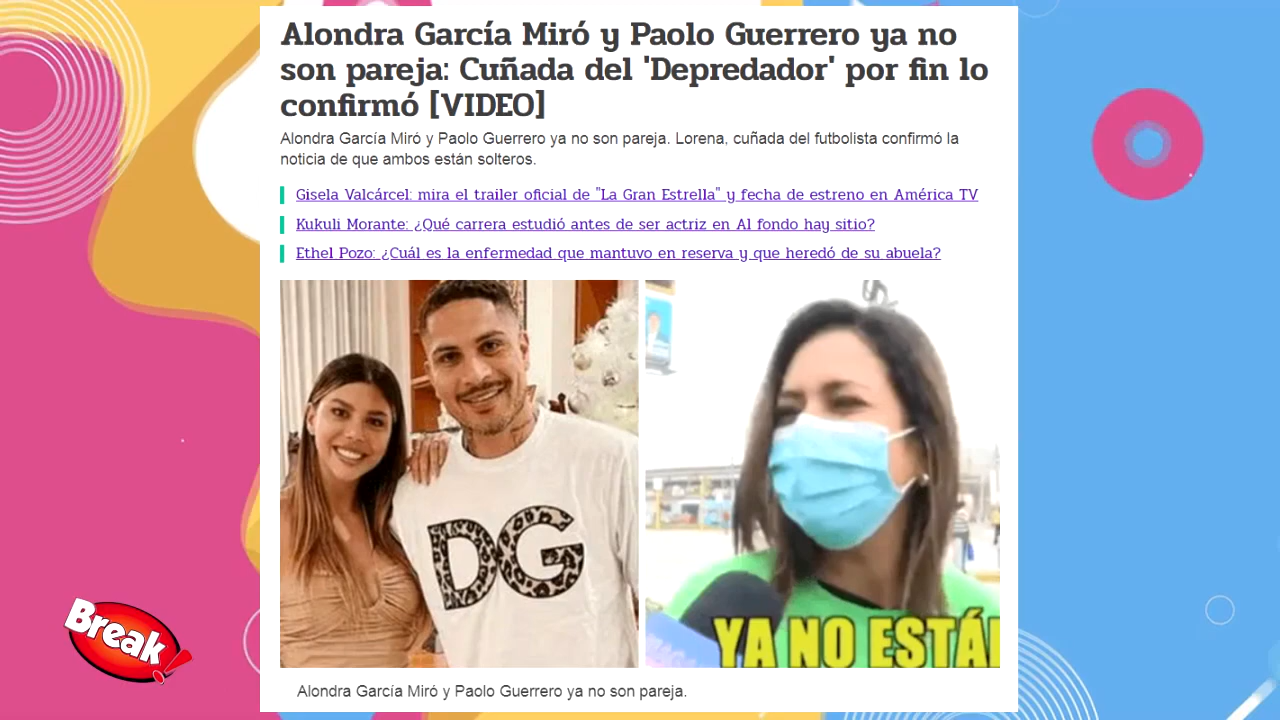 Alondra García Miró y Paolo Guerrero ya no
son pareja: Cuñada del 'Depredador' por fin lo
confirmó [VIDEO]
Alondra García Miró y Paolo Guerrero ya no son pareja. Lorena, cuñada del futbolista confirmó la
noticia de que ambos están solteros.
Gisela Valcárcel: mira el trailer oficial de "La Gran Estrella" y fecha de estreno en América TV
Kukuli Morante: ¿Qué carrera estudió antes de ser actriz en Al fondo hay sitio?
Ethel Pozo: ¿Cuál es la enfermedad que mantuvo en reserva y que heredó de su abuela?
DG
YA NO ESTÁ
Alondra García Miró y Paolo Guerrero ya no son pareja.
Break!